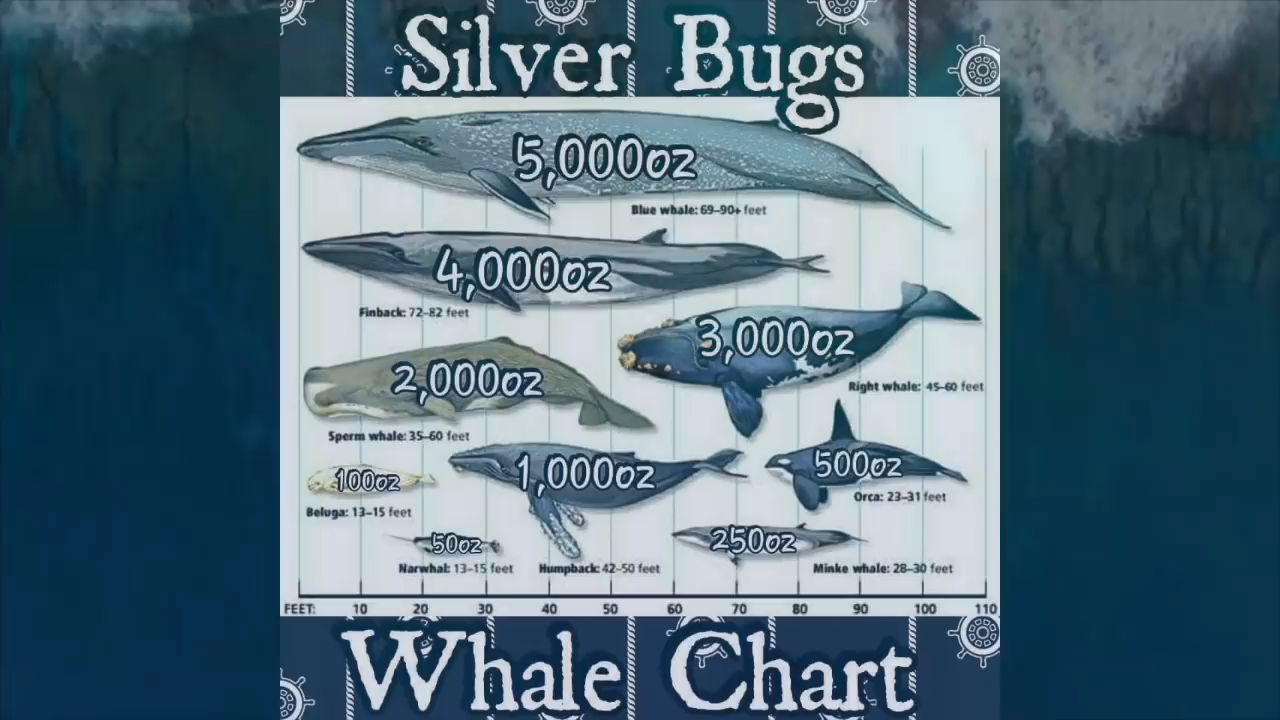 Silver Bugs
5,000oz
Blue whale: 69–90+ feet
4,000oz
Finback: 72–82 feet
3,000oz
Right whale: 45–60 feet
2,000oz
Sperm whale: 35–60 feet
100oz
Beluga: 13–15 feet
1,000oz
Humpback: 42–50 feet
500oz
Orca: 23–31 feet
50oz
Narwhal: 13–15 feet
250oz
Minke whale: 28–30 feet
FEET: 10 20 30 40 50 60 70 80 90 100 110
Whale Chart